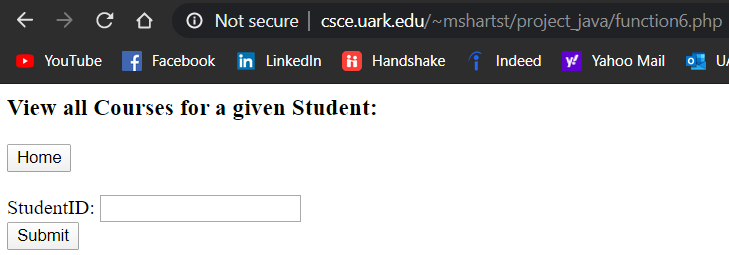 Not secure | csce.uark.edu/~mshartst/project_java/function6.php
YouTube Facebook LinkedIn Handshake Indeed Yahoo Mail UA
View all Courses for a given Student:
Home
StudentID:
Submit